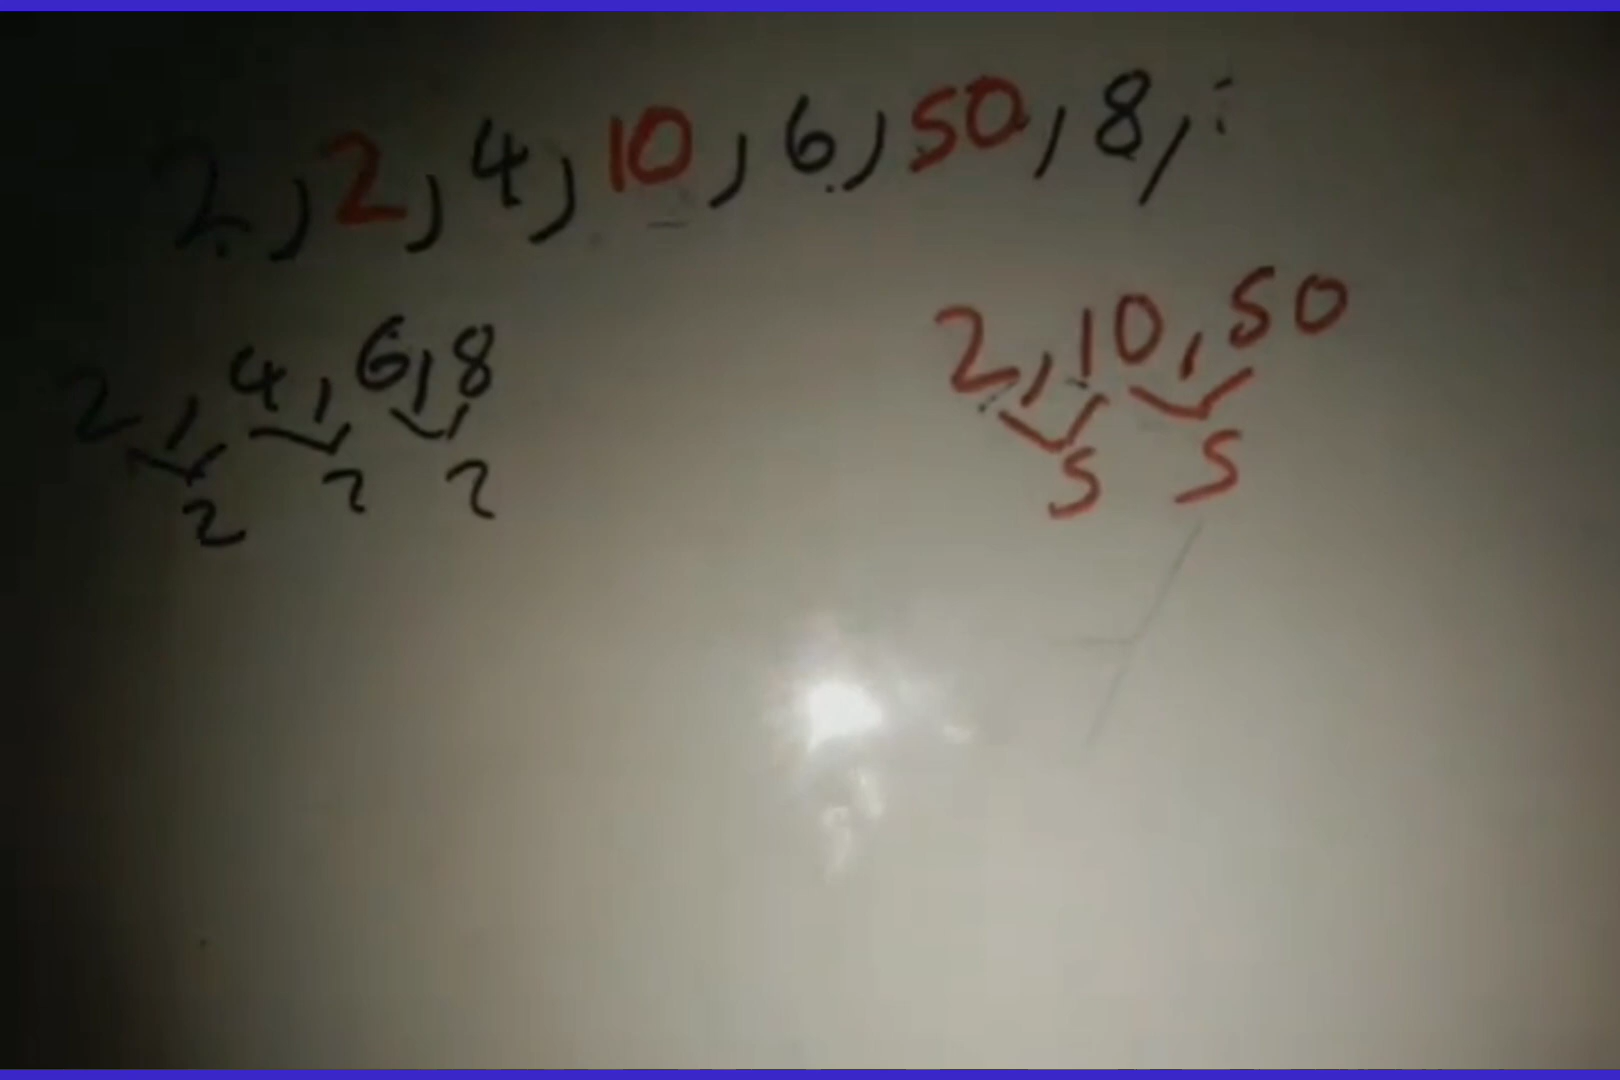 2, 2, 4, 10, 6, 50, 8, :
2, 4, 6, 8
2, 10, 50
2 2 2
5 5